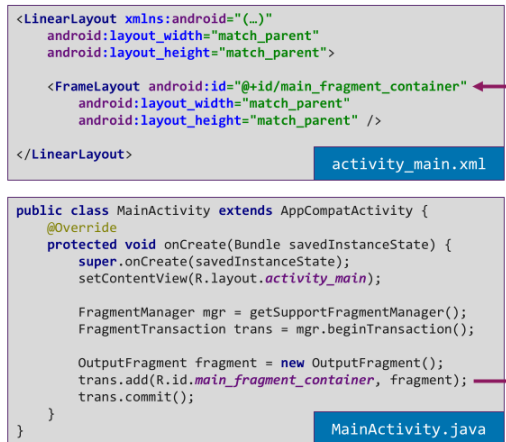 <LinearLayout xmlns:android="(…)"
    android:layout_width="match_parent"
    android:layout_height="match_parent">

    <FrameLayout android:id="@+id/main_fragment_container"
        android:layout_width="match_parent"
        android:layout_height="match_parent" />

</LinearLayout>
activity_main.xml
public class MainActivity extends AppCompatActivity {
    @Override
    protected void onCreate(Bundle savedInstanceState) {
        super.onCreate(savedInstanceState);
        setContentView(R.layout.activity_main);

        FragmentManager mgr = getSupportFragmentManager();
        FragmentTransaction trans = mgr.beginTransaction();

        OutputFragment fragment = new OutputFragment();
        trans.add(R.id.main_fragment_container, fragment);
        trans.commit();
    }
}
MainActivity.java